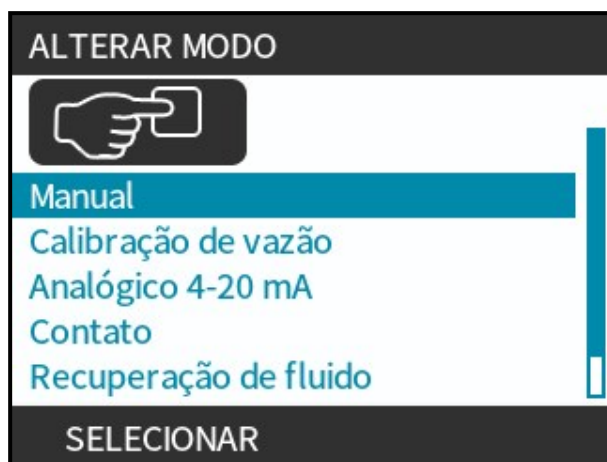 ALTERAR MODO
Manual
Calibração de vazão
Analógico 4-20 mA
Contato
Recuperação de fluido
SELECIONAR